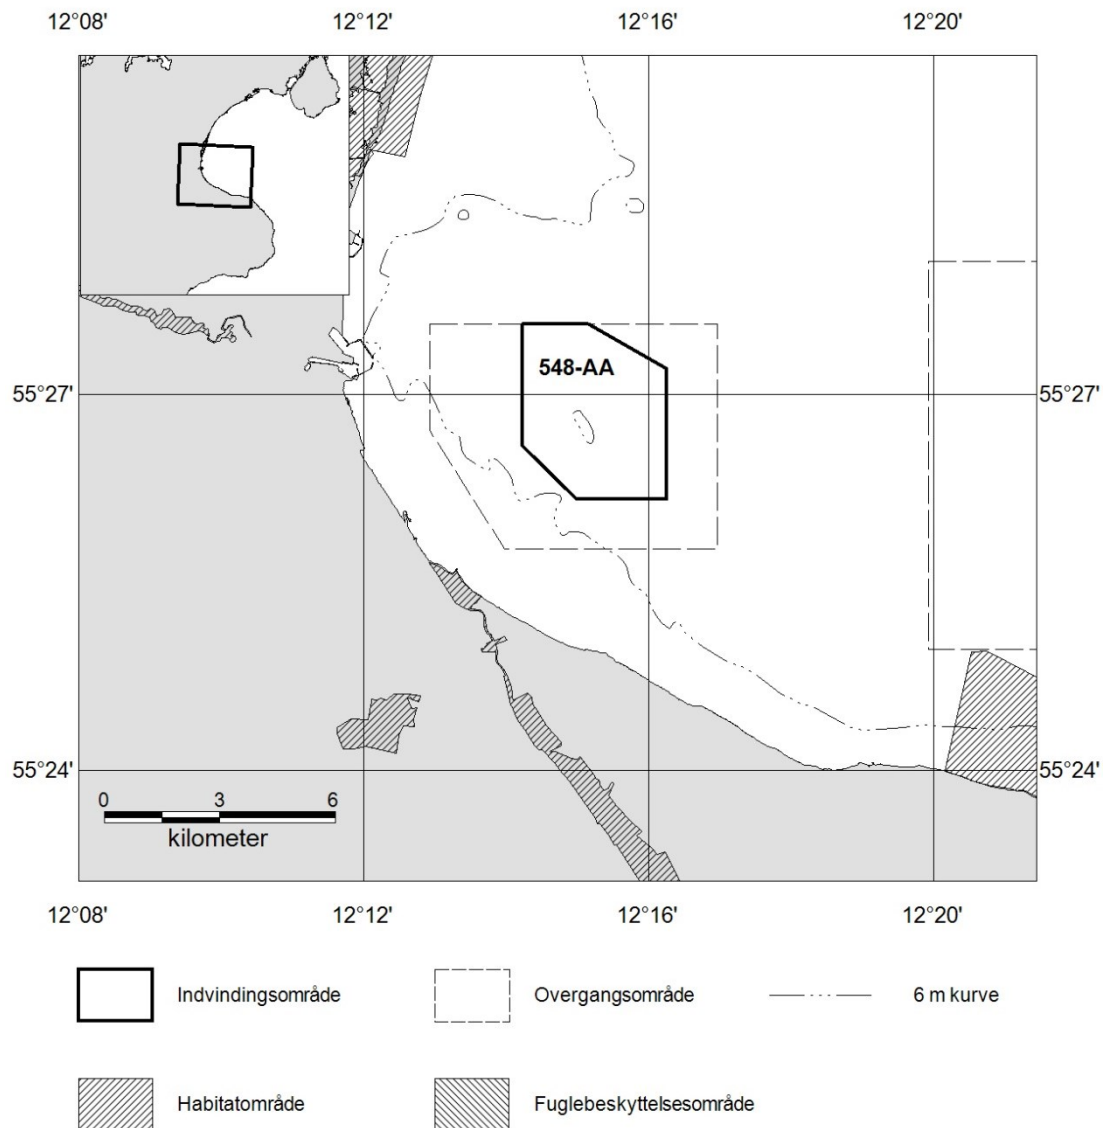 12°08' 12°12' 12°16' 12°20'
548-AA
55°27' 55°27'
55°24' 55°24'
0 3 6
kilometer
12°08' 12°12' 12°16' 12°20'
Indvindingsområde Overgangsområde 6 m kurve
Habitatområde Fuglebeskyttelsesområde